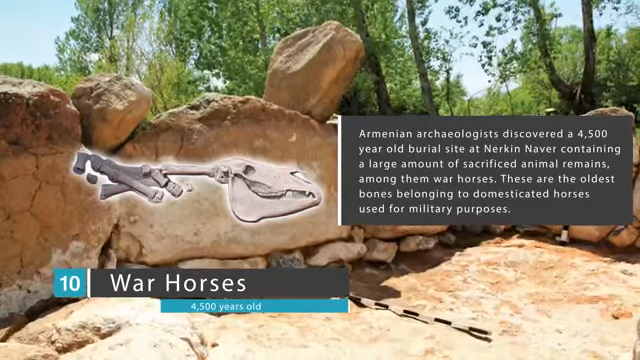 Armenian archaeologists discovered a 4,500
year old burial site at Nerkin Naver containing
a large amount of sacrificed animal remains,
among them war horses. These are the oldest
bones belonging to domesticated horses
used for military purposes.
10 War Horses
4,500 years old